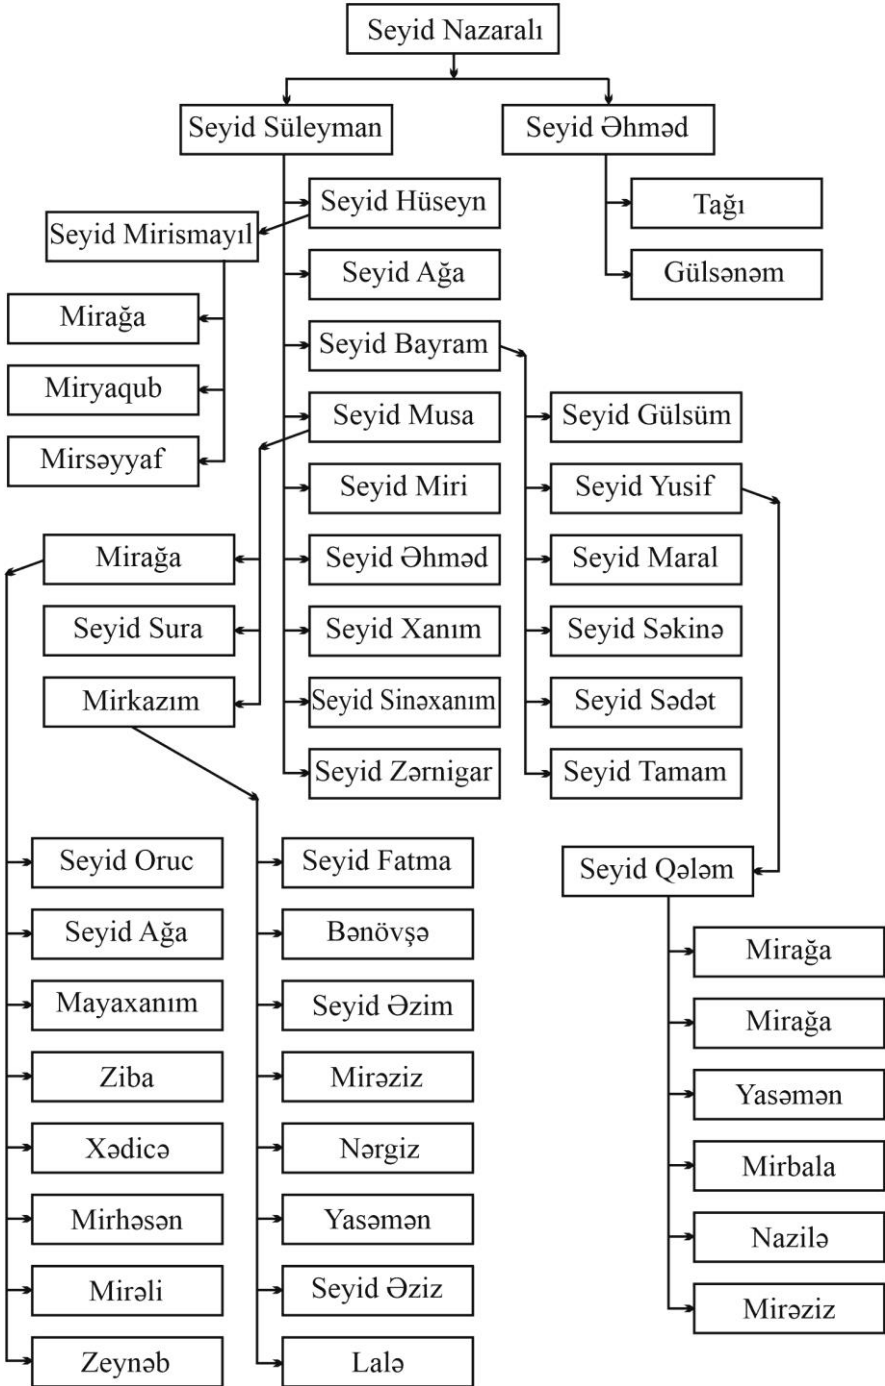 Seyid Nazaralı
Seyid Süleyman
Seyid Əhməd
Seyid Hüseyn
Tağı
Seyid Mirismayıl
Seyid Ağa
Gülsənəm
Mirağa
Seyid Bayram
Miryaqub
Seyid Musa
Seyid Gülsüm
Mirsəyyaf
Seyid Miri
Seyid Yusif
Mirağa
Seyid Əhməd
Seyid Maral
Seyid Sura
Seyid Xanım
Seyid Səkinə
Mirkazım
Seyid Sinəxanım
Seyid Sədət
Seyid Zərnigar
Seyid Tamam
Seyid Oruc
Seyid Ağa
Mayaxanım
Ziba
Xədicə
Mirhəsən
Mirəli
Zeynəb
Seyid Fatma
Bənövşə
Seyid Əzim
Mirəziz
Nərgiz
Yasəmən
Seyid Əziz
Lalə
Seyid Qələm
Mirağa
Mirağa
Yasəmən
Mirbala
Nazilə
Mirəziz